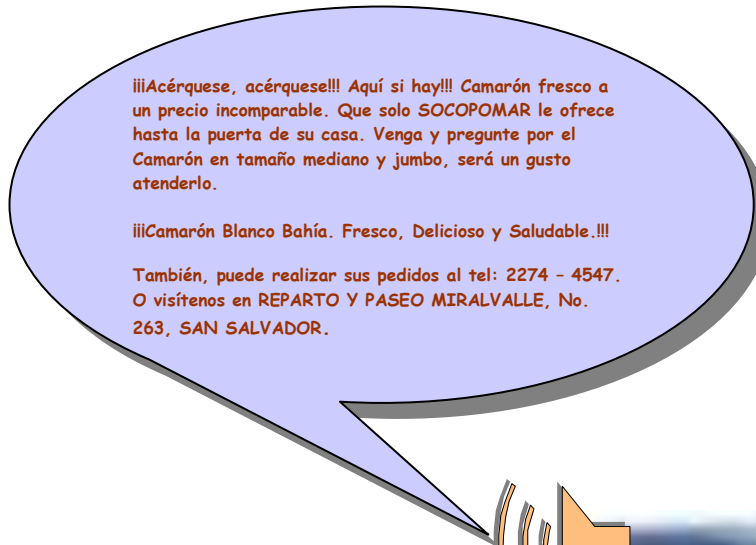 ¡¡¡Acérquese, acérquese!!! Aquí si hay!!! Camarón fresco a
un precio incomparable. Que solo SOCOPOMAR le ofrece
hasta la puerta de su casa. Venga y pregunte por el
Camarón en tamaño mediano y jumbo, será un gusto
atenderlo.
¡¡¡Camarón Blanco Bahía. Fresco, Delicioso y Saludable.!!!
También, puede realizar sus pedidos al tel: 2274 – 4547.
O visítenos en REPARTO Y PASEO MIRALVALLE, No.
263, SAN SALVADOR.